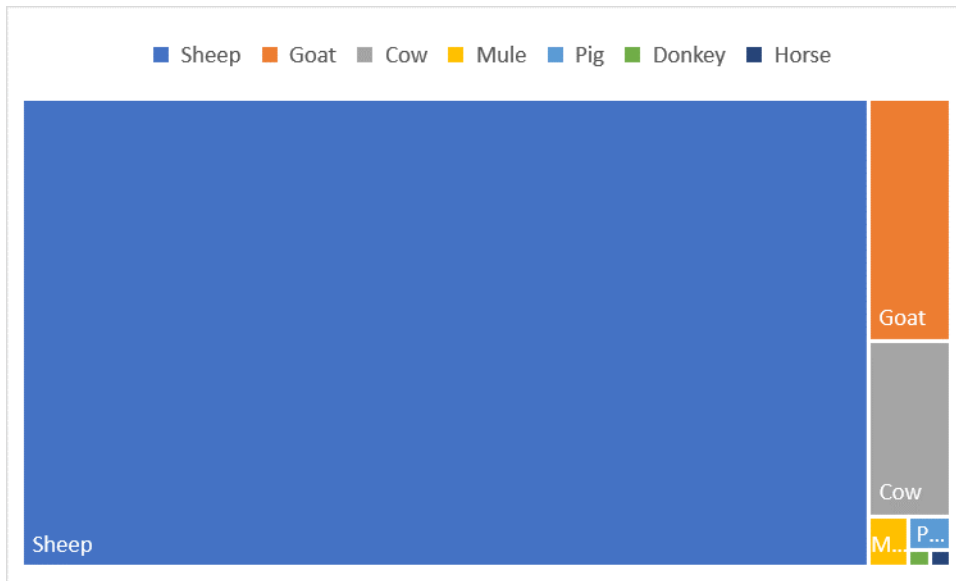 Sheep Goat Cow Mule Pig Donkey Horse
Goat
Cow
Sheep
M...
P...